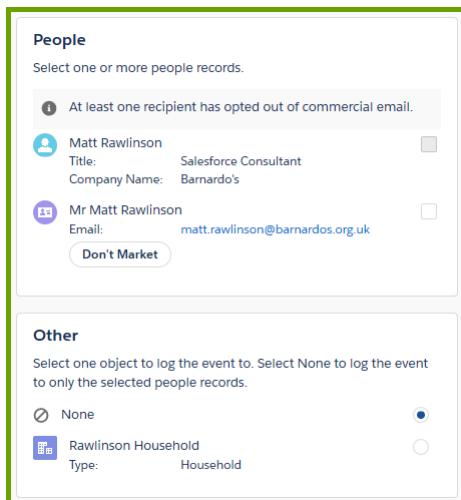 People
Select one or more people records.
At least one recipient has opted out of commercial email.
Matt Rawlinson
Title: Salesforce Consultant
Company Name: Barnardo's
Mr Matt Rawlinson
Email: matt.rawlinson@barnardos.org.uk
Don't Market
Other
Select one object to log the event to. Select None to log the event
to only the selected people records.
None
Rawlinson Household
Type: Household